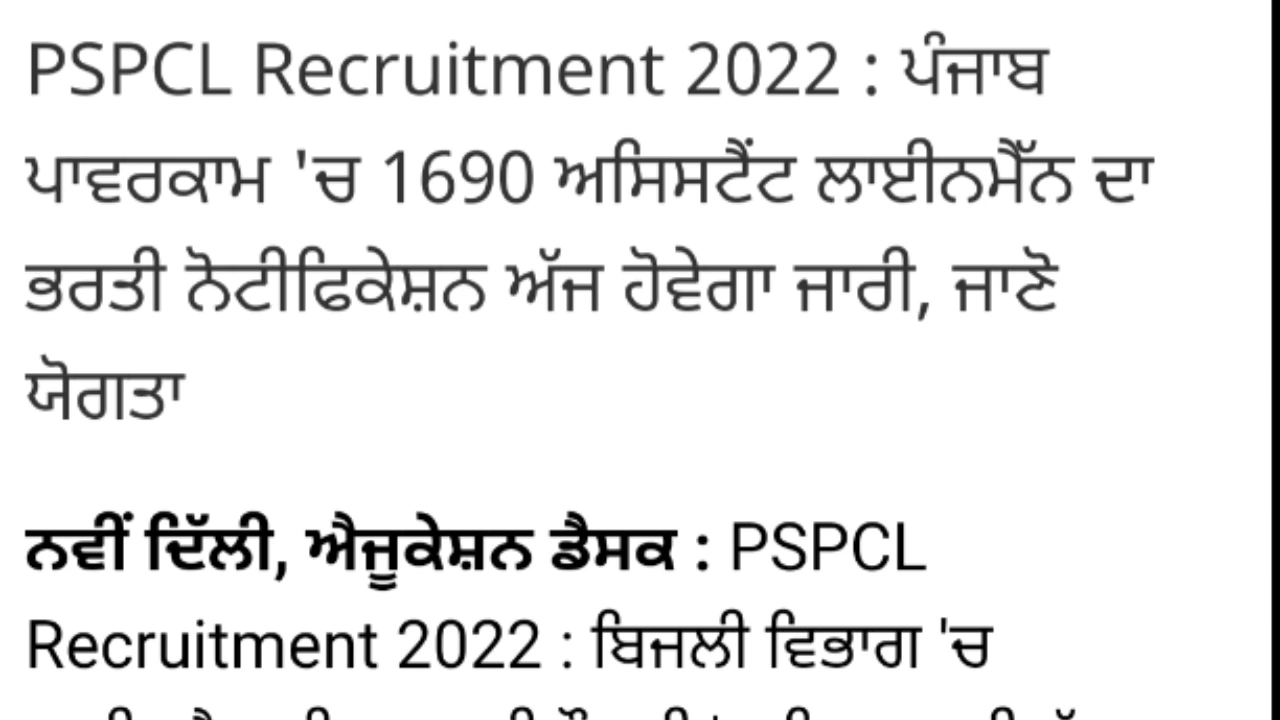 PSPCL Recruitment 2022 : ਪੰਜਾਬ
ਪਾਵਰਕਾਮ 'ਚ 1690 ਅਸਿਸਟੈਂਟ ਲਾਈਨਮੈੱਨ ਦਾ
ਭਰਤੀ ਨੋਟੀਫਿਕੇਸ਼ਨ ਅੱਜ ਹੋਵੇਗਾ ਜਾਰੀ, ਜਾਣੋ
ਯੋਗਤਾ
ਨਵੀਂ ਦਿੱਲੀ, ਐਜੂਕੇਸ਼ਨ ਡੈਸਕ : PSPCL
Recruitment 2022 : ਬਿਜਲੀ ਵਿਭਾਗ 'ਚ